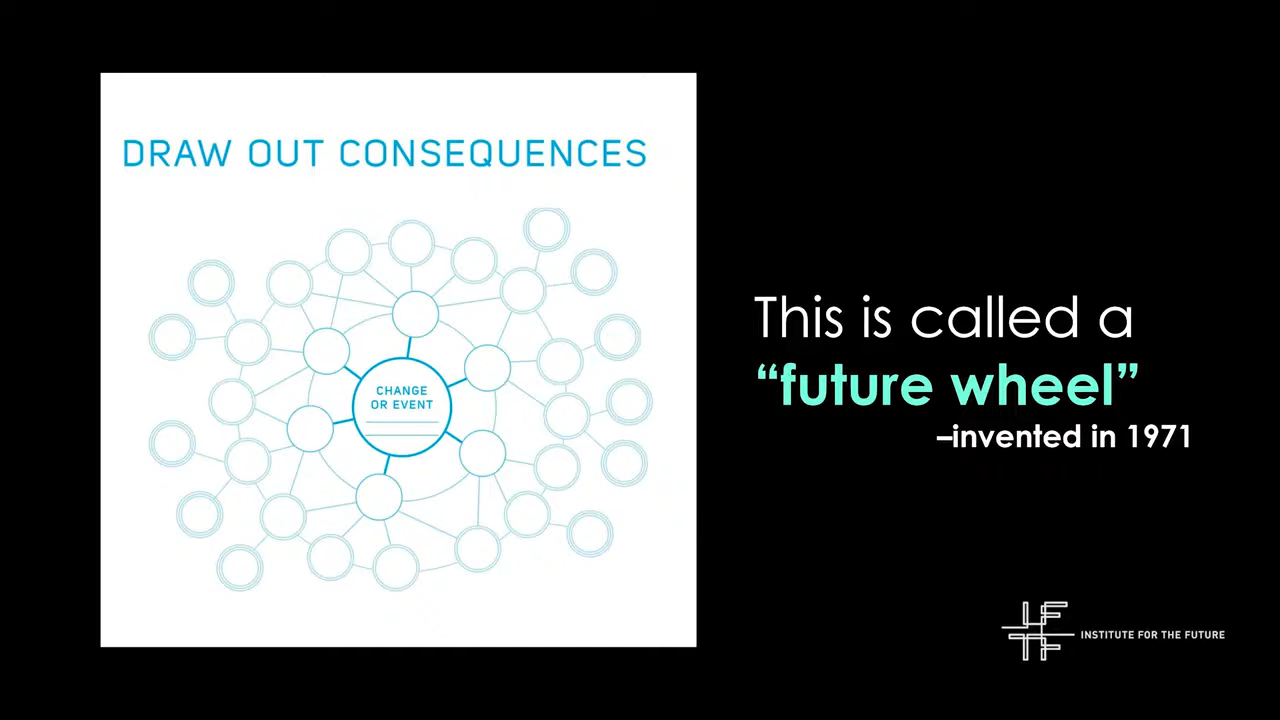 DRAW OUT CONSEQUENCES
CHANGE
OR EVENT
This is called a
“future wheel”
–invented in 1971
INSTITUTE FOR THE FUTURE